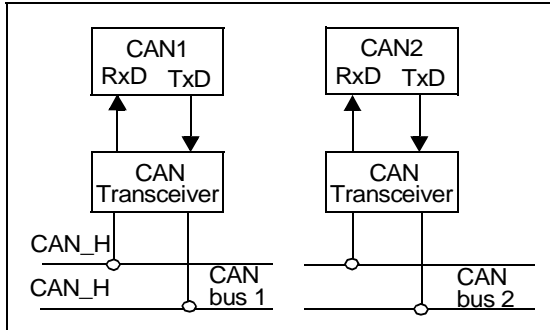 CAN1
RxD TxD
CAN2
RxD TxD
CAN
Transceiver
CAN
Transceiver
CAN_H
CAN_H
CAN
bus 1
CAN
bus 2